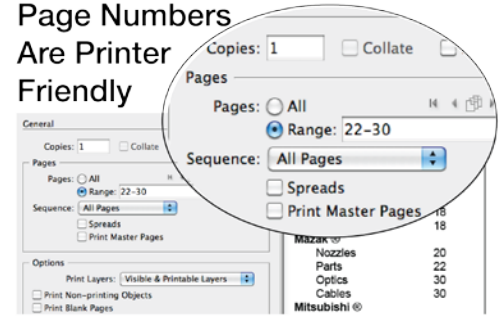 Page Numbers
Are Printer
Friendly
Copies: 1 Collate
Pages
Pages: All
Range: 22-30
Sequence: All Pages
Spreads
Print Master Pages
General
Copies: 1 Collate
Pages
Pages: All
Range: 22-30
Sequence: All Pages
Spreads
Print Master Pages
Options
Print Layers: Visible & Printable Layers
Print Non-printing Objects
Print Blank Pages
18
18
Mazak ®
Nozzles 20
Parts 22
Optics 30
Cables 30
Mitsubishi ®